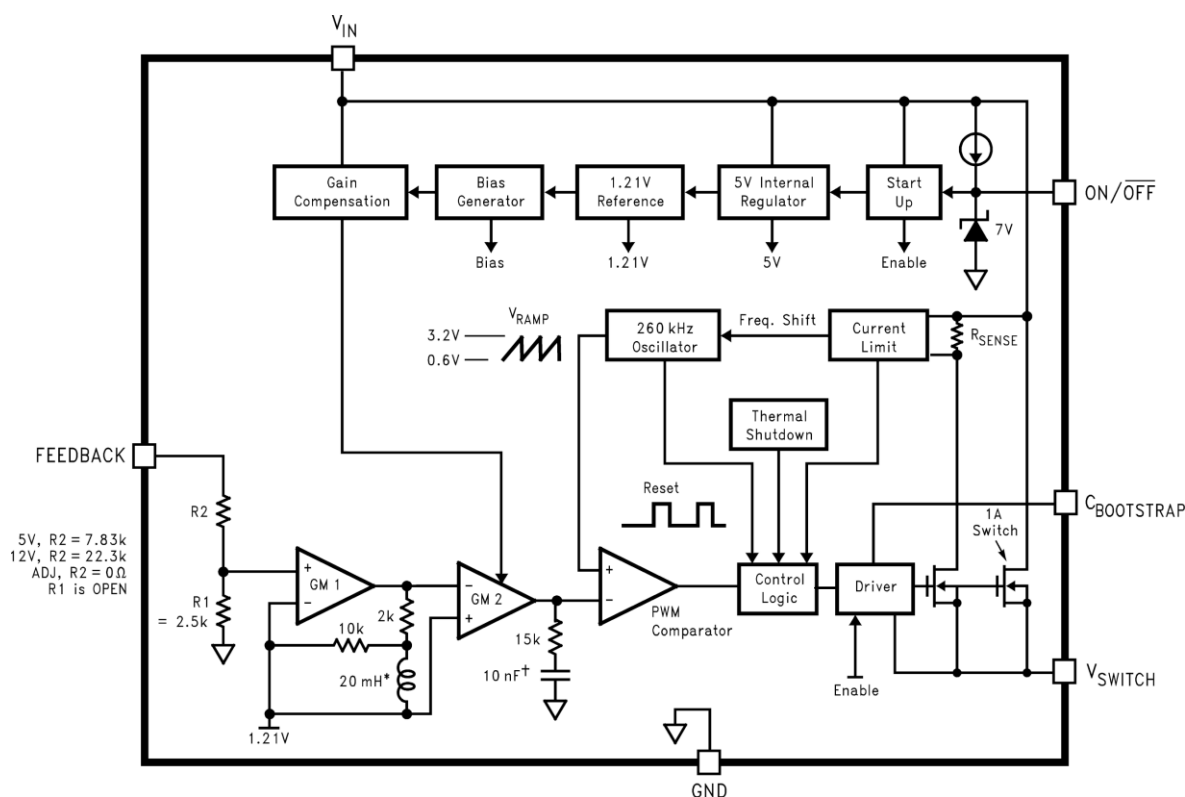 VIN
Gain
Compensation
Bias
Generator
1.21V
Reference
5V Internal
Regulator
Start
Up
ON/OFF
7V
Bias
1.21V
5V
Enable
VRAMP
3.2V
0.6V
260 kHz
Oscillator
Freq. Shift
Current
Limit
RSENSE
Thermal
Shutdown
FEEDBACK
Reset
CBOOTSTRAP
1A
Switch
R2
5V, R2 = 7.83k
12V, R2 = 22.3k
ADJ, R2 = 0Ω
R1 is OPEN
R1
= 2.5k
+
GM 1
−
2k
10k
20 mH*
1.21V
−
GM 2
+
15k
10 nF†
+
−
PWM
Comparator
Control
Logic
Driver
Enable
VSWITCH
GND